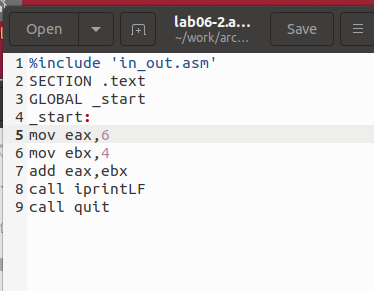 Open
lab06-2.a...
~/work/arc...
Save
1 %include 'in_out.asm'
2 SECTION .text
3 GLOBAL _start
4 _start:
5 mov eax,6
6 mov ebx,4
7 add eax,ebx
8 call iprintLF
9 call quit